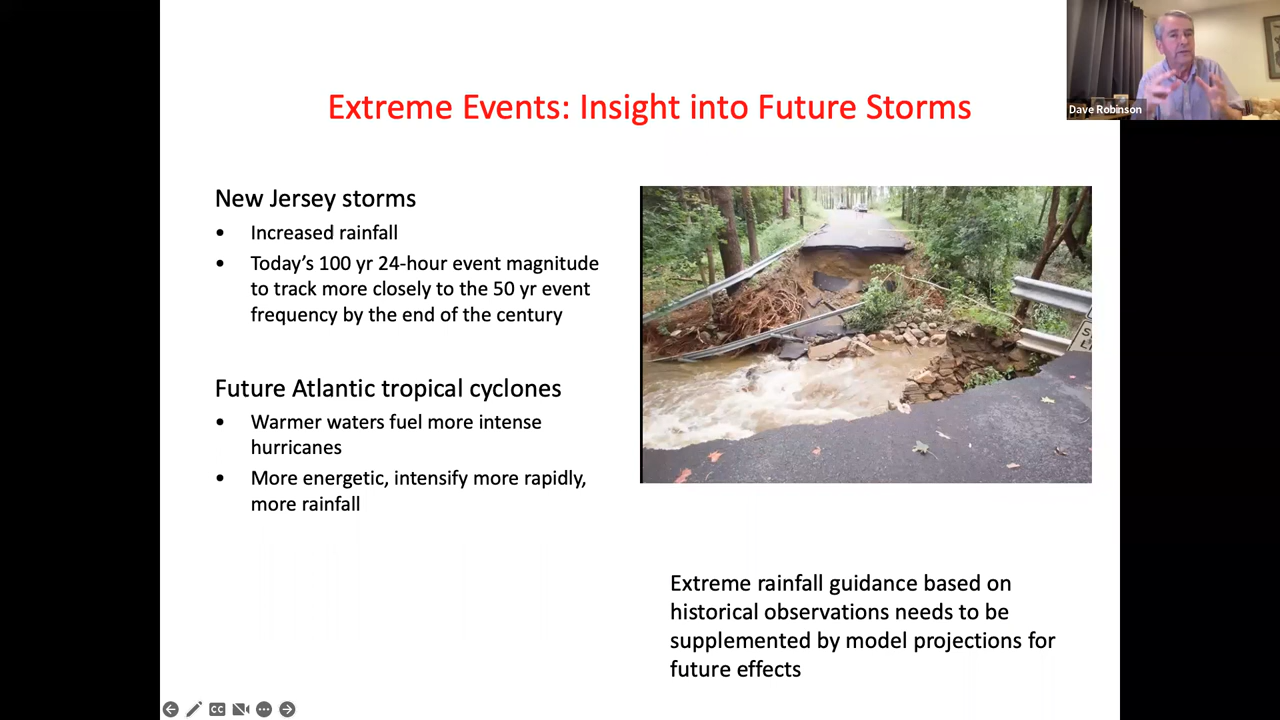 Dave Robinson
Extreme Events: Insight into Future Storms
New Jersey storms
• Increased rainfall
• Today's 100 yr 24-hour event magnitude
to track more closely to the 50 yr event
frequency by the end of the century
Future Atlantic tropical cyclones
• Warmer waters fuel more intense
hurricanes
• More energetic, intensify more rapidly,
more rainfall
Extreme rainfall guidance based on
historical observations needs to be
supplemented by model projections for
future effects
CC